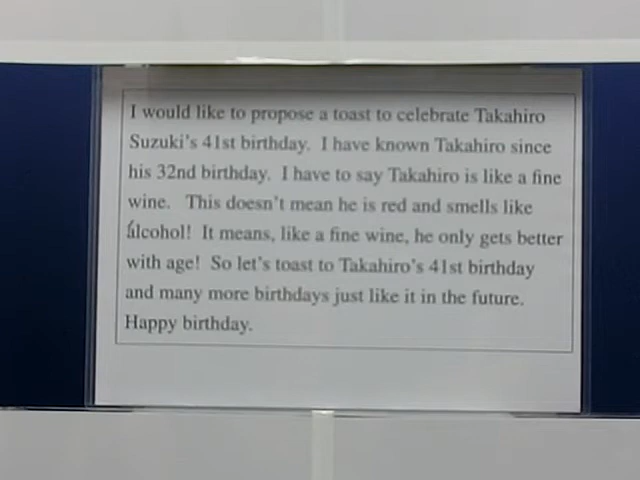 I would like to propose a toast to celebrate Takahiro
Suzuki's 41st birthday. I have known Takahiro since
his 32nd birthday. I have to say Takahiro is like a fine
wine. This doesn't mean he is red and smells like
alcohol! It means, like a fine wine, he only gets better
with age! So let's toast to Takahiro's 41st birthday
and many more birthdays just like it in the future.
Happy birthday.